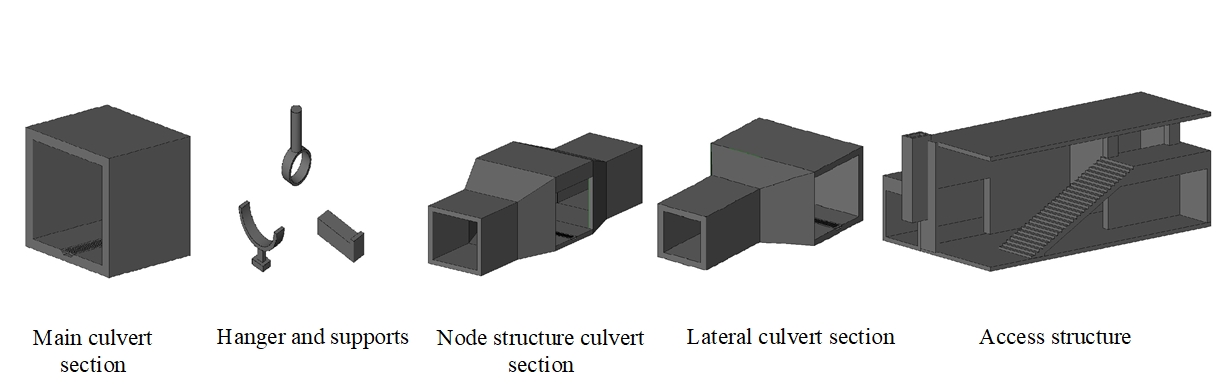 Main culvert
section
Hanger and supports
Node structure culvert
section
Lateral culvert section
Access structure